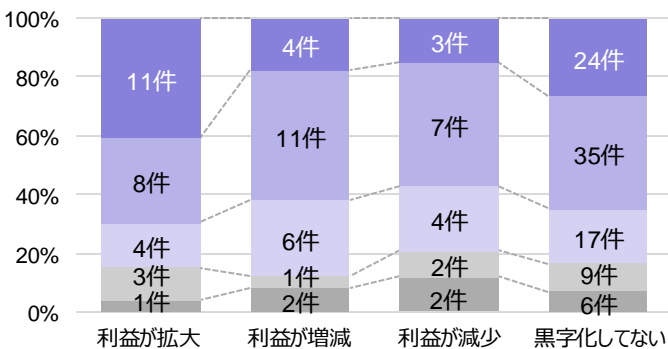 100%
80%
60%
40%
20%
0%
11件
4件
3件
24件
8件
11件
7件
35件
4件
6件
4件
17件
3件
1件
2件
9件
1件
2件
2件
6件
利益が拡大
利益が増減
利益が減少
黒字化してない